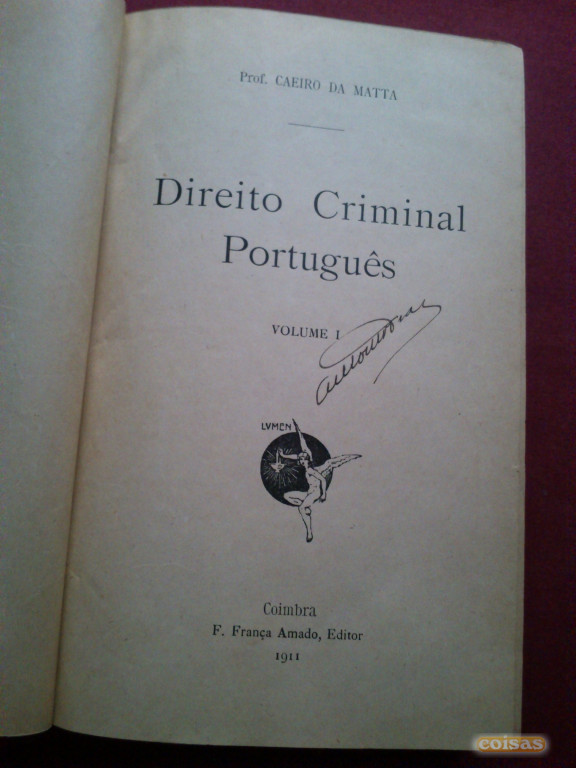 Prof. CAEIRO DA MATTA
Direito Criminal
Português
VOLUME I
LVMEN
Coimbra
F. França Amado, Editor
1911
coisas